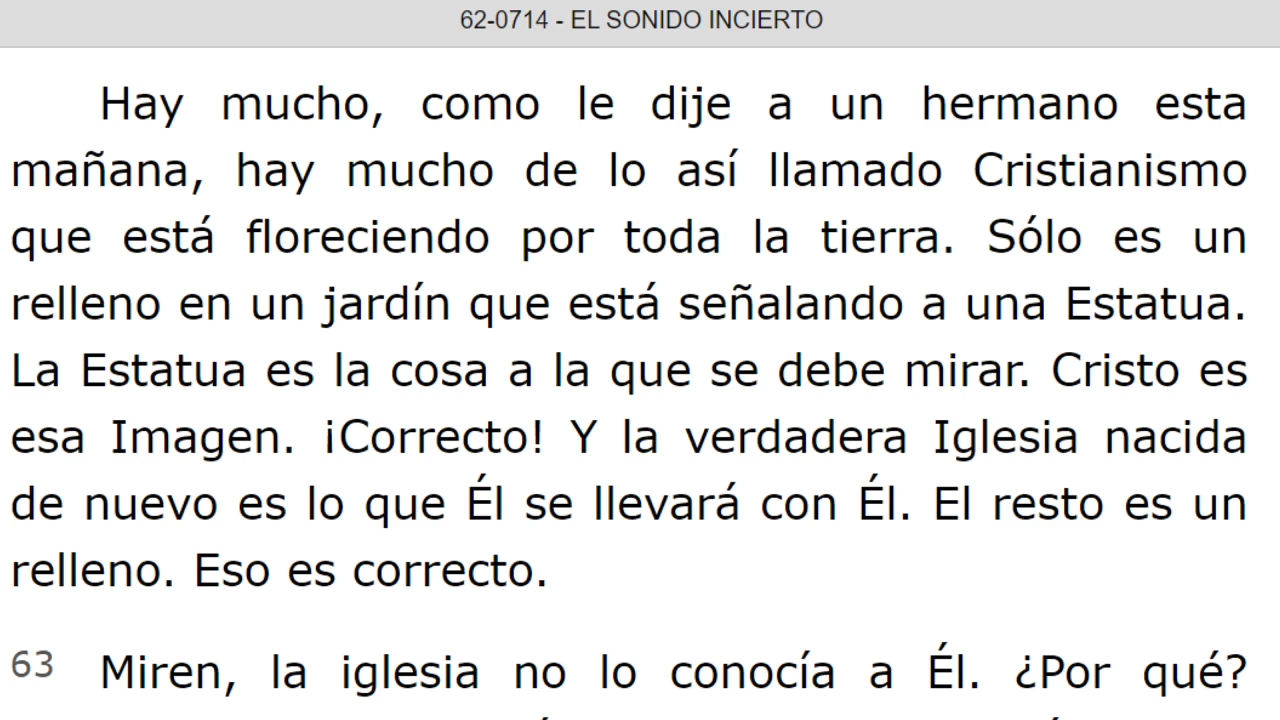 62-0714 - EL SONIDO INCIERTO
Hay mucho, como le dije a un hermano esta
mañana, hay mucho de lo así llamado Cristianismo
que está floreciendo por toda la tierra. Sólo es un
relleno en un jardín que está señalando a una Estatua.
La Estatua es la cosa a la que se debe mirar. Cristo es
esa Imagen. ¡Correcto! Y la verdadera Iglesia nacida
de nuevo es lo que Él se llevará con Él. El resto es un
relleno. Eso es correcto.
63 Miren, la iglesia no lo conocía a Él. ¿Por qué?